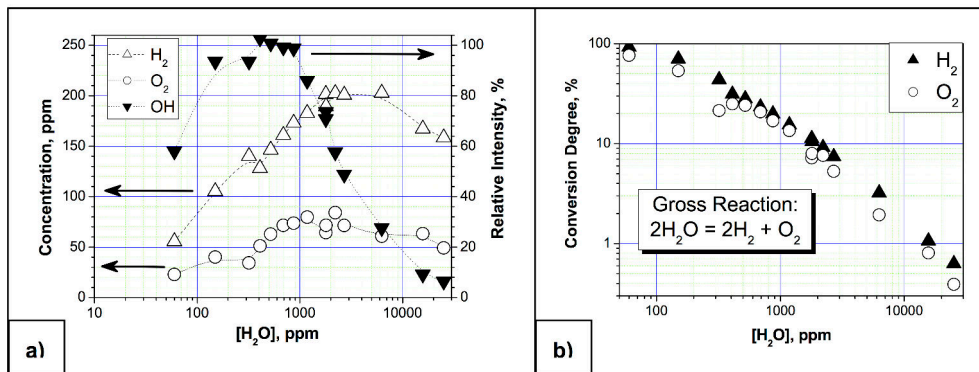 250
200
150
100
50
0
Concentration, ppm
H2
O2
OH
100
80
60
40
20
0
Relative Intensity, %
10
100
1000
10000
[H2O], ppm
a)
100
10
1
Conversion Degree, %
H2
O2
Gross Reaction:
2H2O = 2H2 + O2
100
1000
10000
[H2O], ppm
b)